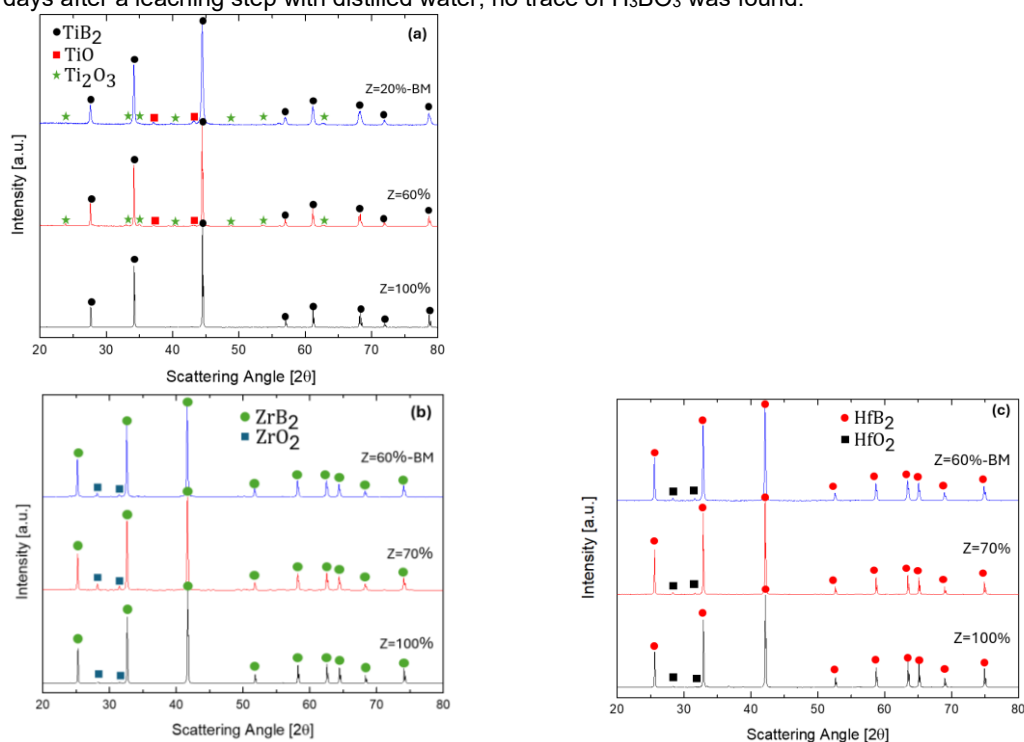 days after a leaching step with distilled water, no trace of H₃BO₃ was found.
(a)
TiB₂
TiO
Ti₂O₃
Z=20%-BM
Z=60%
Z=100%
Intensity [a.u.]
20 30 40 50 60 70 80
Scattering Angle [2θ]
(b)
ZrB₂
ZrO₂
Z=60%-BM
Z=70%
Z=100%
Intensity [a.u.]
20 30 40 50 60 70 80
Scattering Angle [2θ]
(c)
HfB₂
HfO₂
Z=60%-BM
Z=70%
Z=100%
Intensity [a.u.]
20 30 40 50 60 70 80
Scattering Angle [2θ]